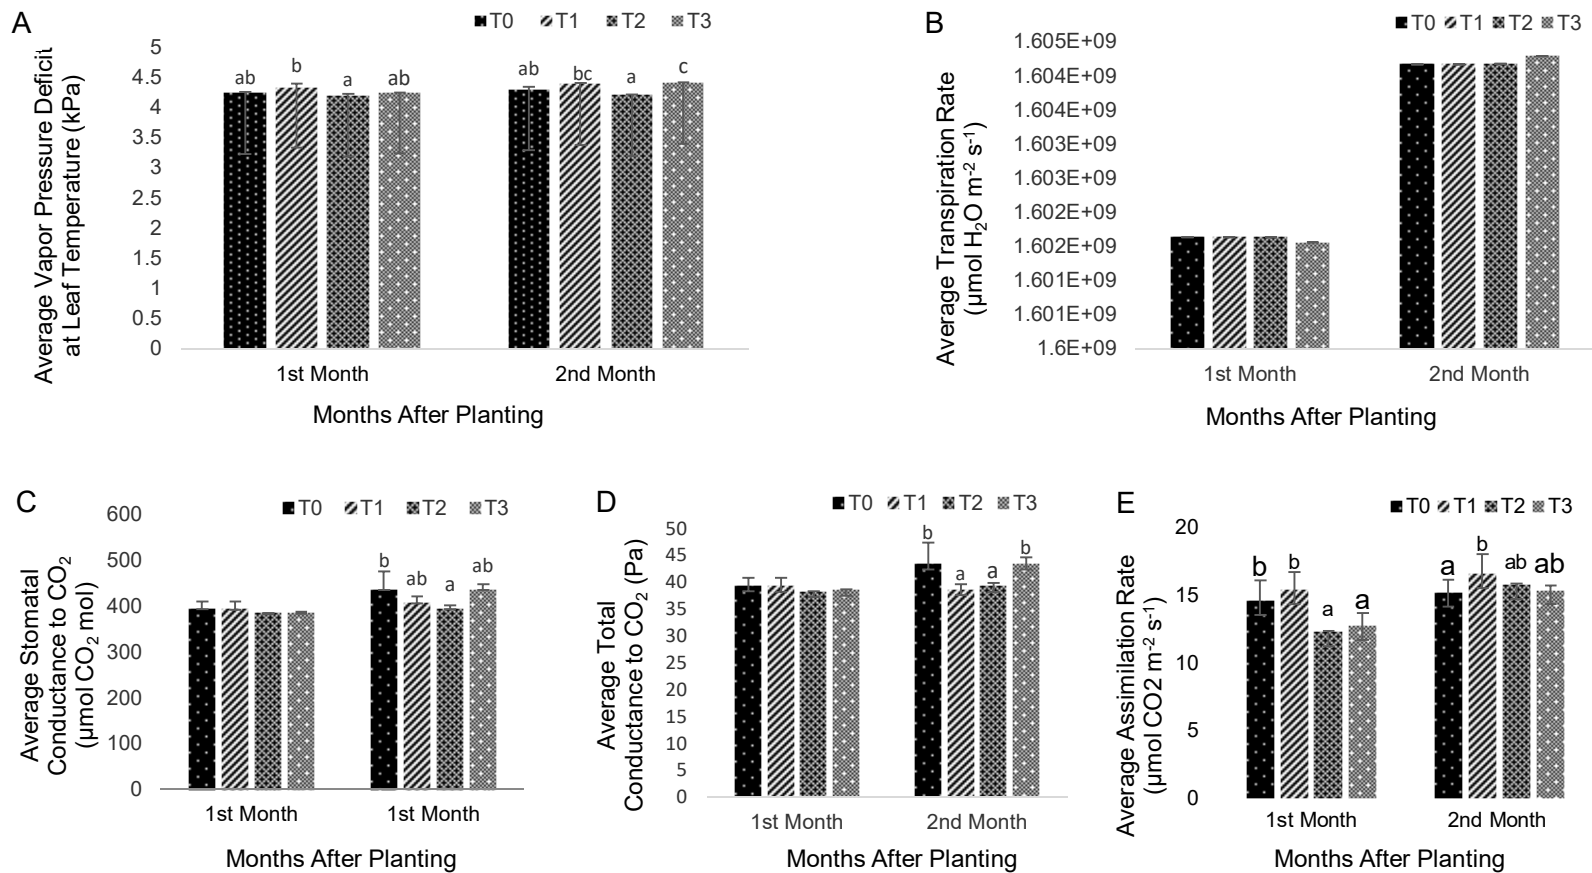 A
T0 T1 T2 T3
Average Vapor Pressure Deficit
at Leaf Temperature (kPa)
5
4.5
4
3.5
3
2.5
2
1.5
1
0.5
0
ab b a ab ab bc a c
1st Month 2nd Month
Months After Planting
B
T0 T1 T2 T3
Average Transpiration Rate
(µmol H₂O m⁻² s⁻¹)
1.605E+09
1.604E+09
1.604E+09
1.603E+09
1.603E+09
1.602E+09
1.602E+09
1.601E+09
1.601E+09
1.6E+09
1st Month 2nd Month
Months After Planting
C
T0 T1 T2 T3
Average Stomatal
Conductance to CO₂
(µmol CO₂ mol)
600
500
400
300
200
100
0
b ab a ab
1st Month 1st Month
Months After Planting
D
T0 T1 T2 T3
Average Total
Conductance to CO₂ (Pa)
50
45
40
35
30
25
20
15
10
5
0
b a a b
1st Month 2nd Month
Months After Planting
E
T0 T1 T2 T3
Average Assimilation Rate
(µmol CO2 m⁻² s⁻¹)
20
15
10
5
0
b b a a a b ab ab
1st Month 2nd Month
Months After Planting